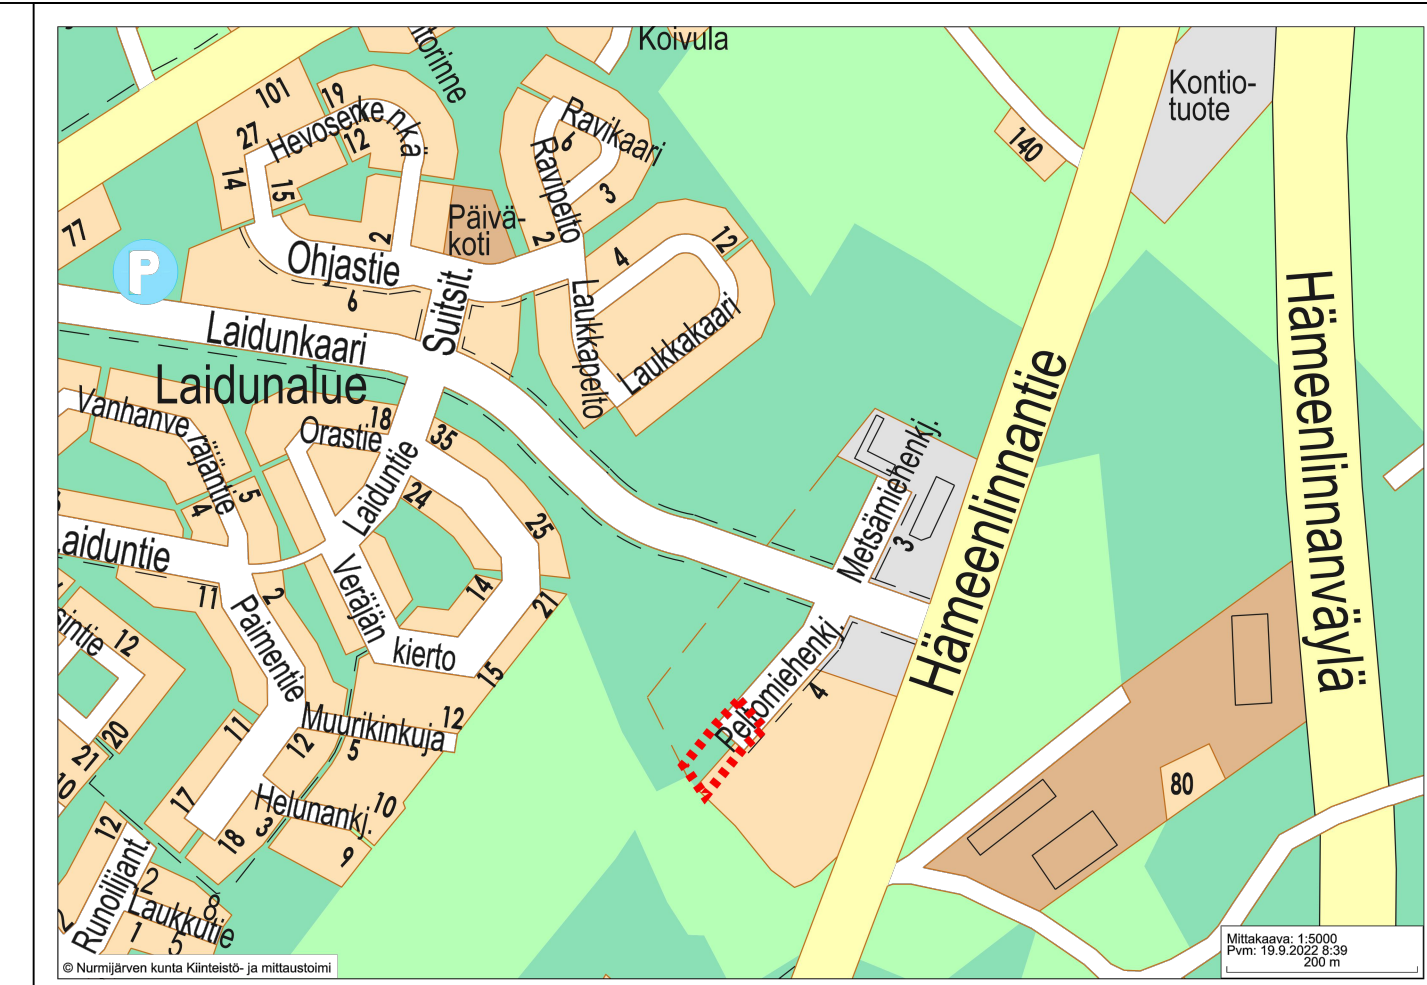 Koivula
Kontio-
tuote
101
19
27
Hevosenkenkä
12
14
15
Ravikaari
6
Ravipelto
3
140
77
Päivä-
koti
2
2
4
12
P
Ohjastie
6
Suitsit.
Laukkapelto
Laukkakaari
Laidunkaari
Laidunalue
Hämeenlinnantie
Hämeenlinnanväylä
Vanhanveräjäntie
18
Orastie
35
Laiduntie
24
5
4
25
Metsämiehenkj.
3
aiduntie
11
2
Veräjän
kierto
14
21
15
12
Paimentie
Peltomiehenkj.
4
Muurikinkuja
12
5
11
12
20
21
10
17
18
Helunankj.
3
10
9
80
12
Runoilijant.
2
8
Laukkutie
1
5
2
Mittakaava: 1:5000
Pvm: 19.9.2022 8:39
200 m
© Nurmijärven kunta Kiinteistö- ja mittaustoimi